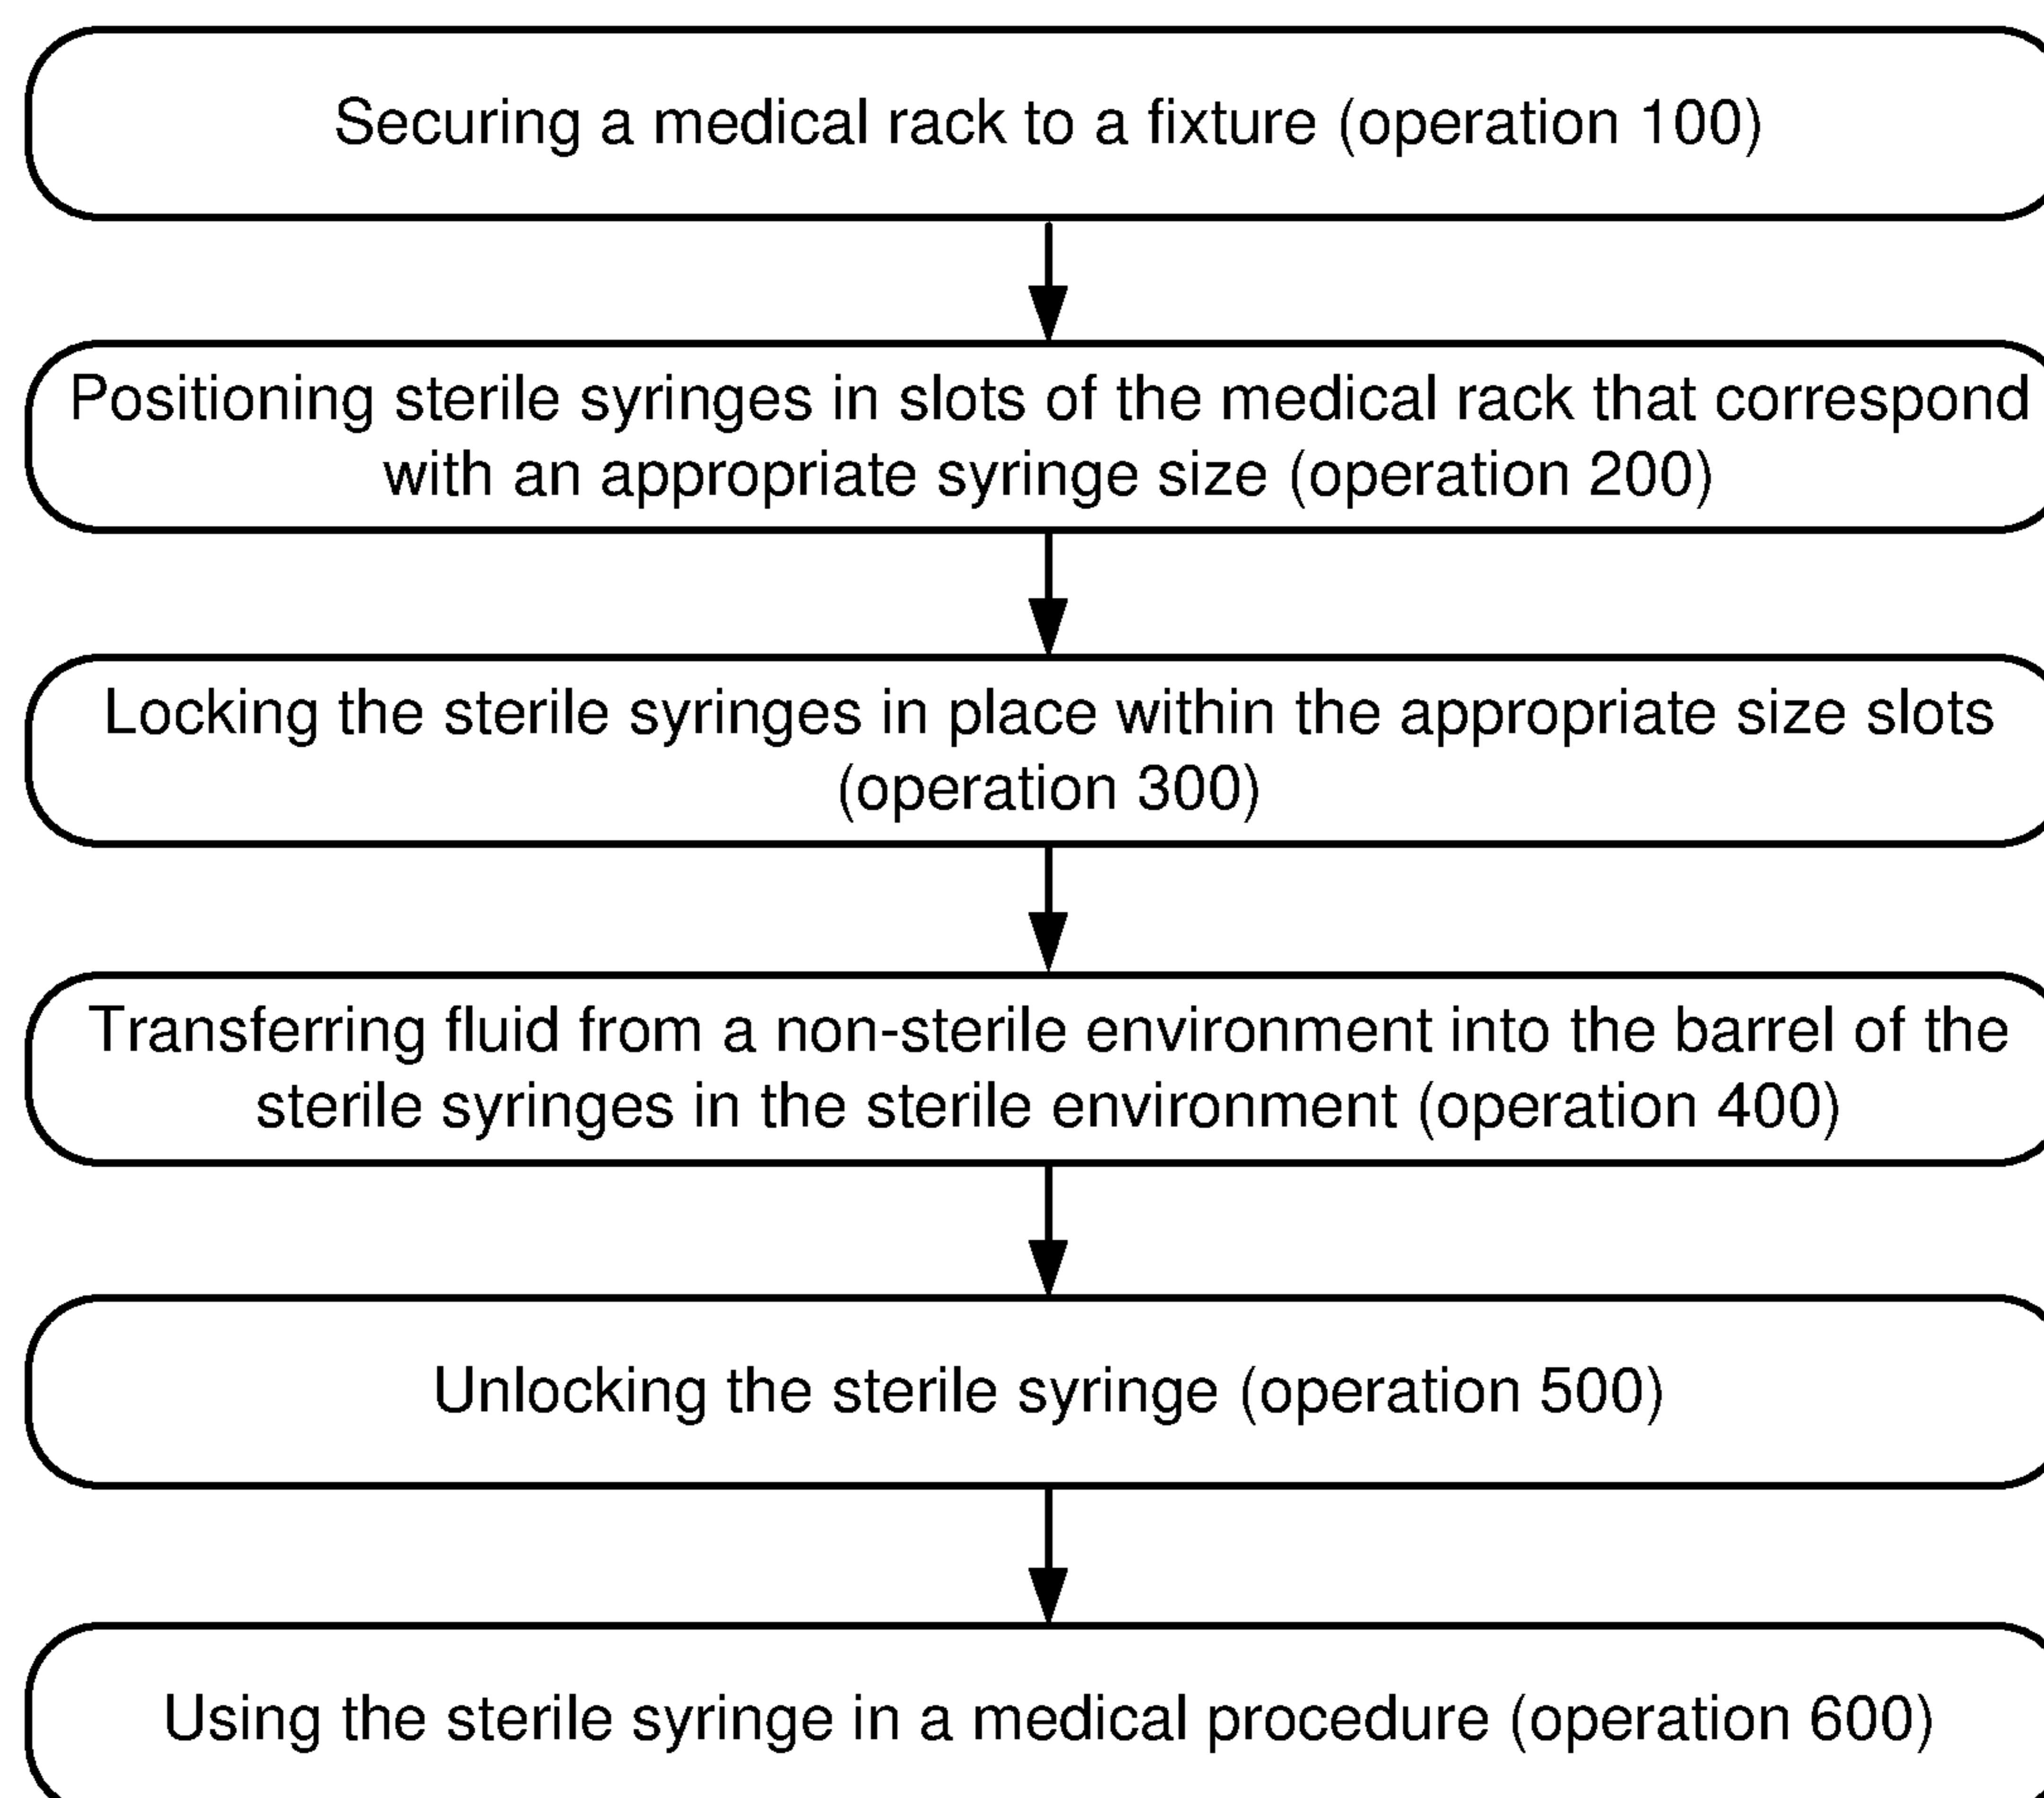 Securing a medical rack to a fixture (operation 100)
Positioning sterile syringes in slots of the medical rack that correspond
with an appropriate syringe size (operation 200)
Locking the sterile syringes in place within the appropriate size slots
(operation 300)
Transferring fluid from a non-sterile environment into the barrel of the
sterile syringes in the sterile environment (operation 400)
Unlocking the sterile syringe (operation 500)
Using the sterile syringe in a medical procedure (operation 600)